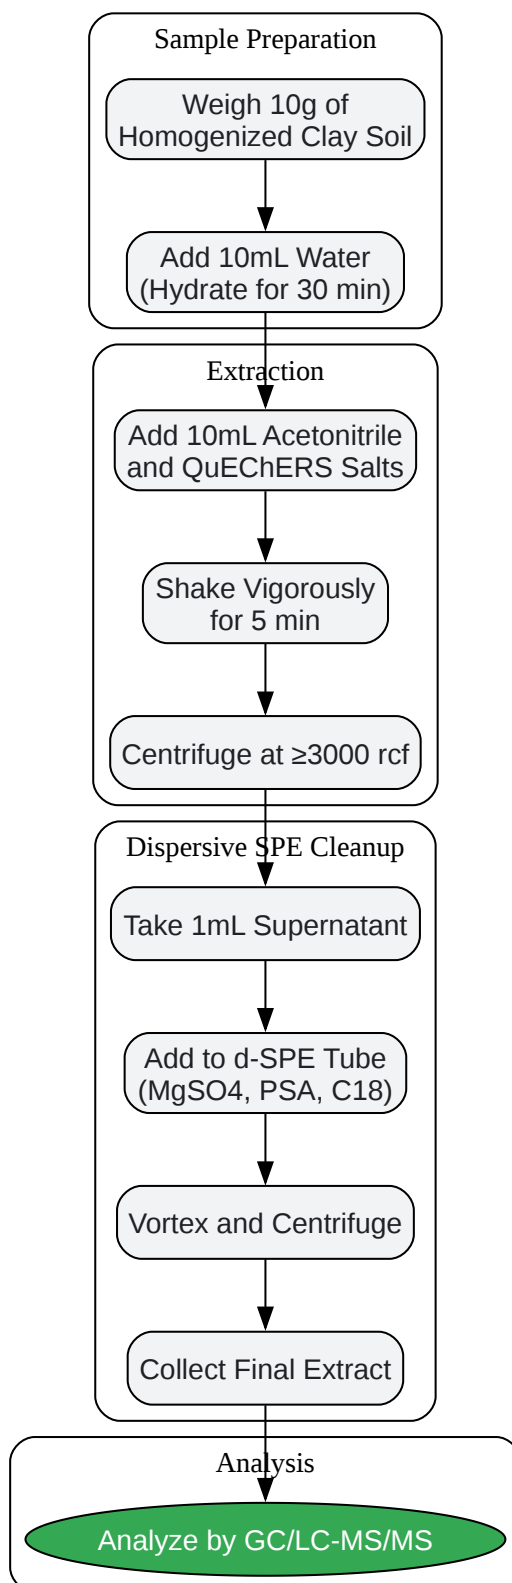 Sample Preparation
Weigh 10g of
Homogenized Clay Soil
Add 10mL Water
(Hydrate for 30 min)
Extraction
Add 10mL Acetonitrile
and QuEChERS Salts
Shake Vigorously
for 5 min
Centrifuge at ≥3000 rcf
Dispersive SPE Cleanup
Take 1mL Supernatant
Add to d-SPE Tube
(MgSO4, PSA, C18)
Vortex and Centrifuge
Collect Final Extract
Analysis
Analyze by GC/LC-MS/MS